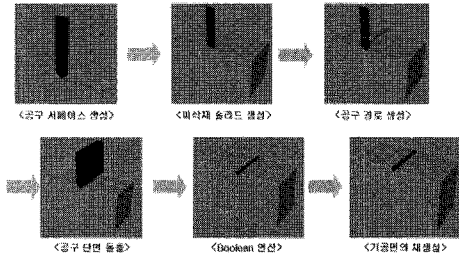 <공구 서페이스 생성>
<피삭재 솔리드 생성>
<공구 경로 생성>
<공구 단면 돌출>
<Boolean 연산>
<가공면의 재생성>